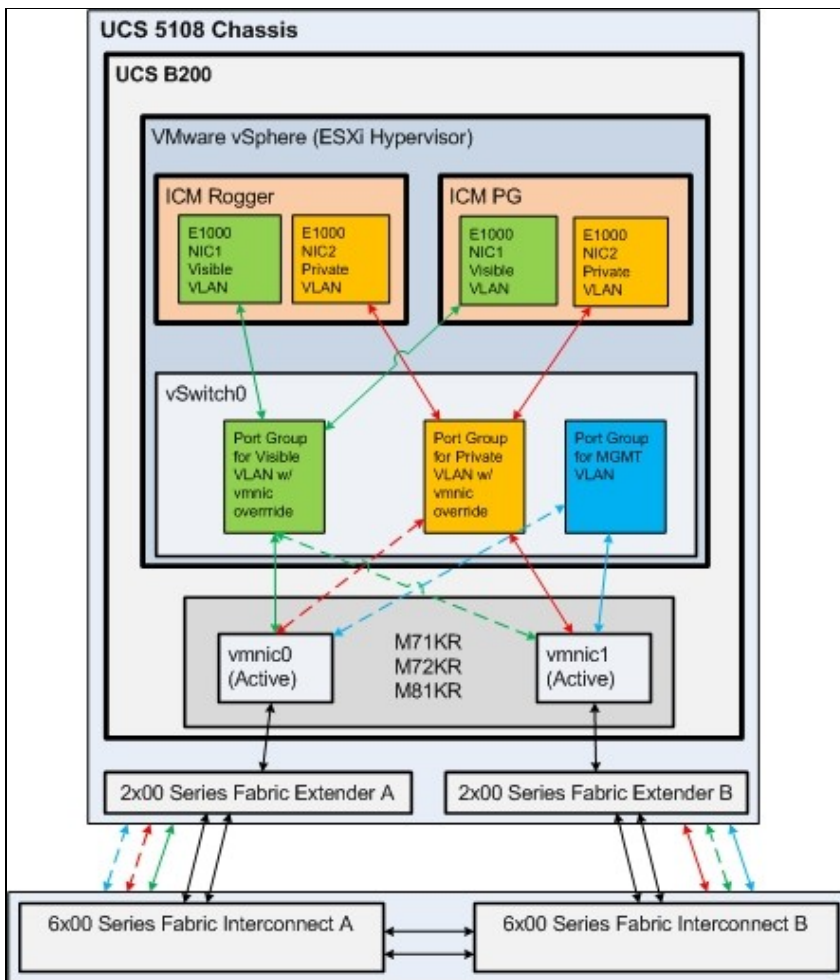 UCS 5108 Chassis
UCS B200
VMware vSphere (ESXi Hypervisor)
ICM Rogger
E1000
NIC1
Visible
VLAN
E1000
NIC2
Private
VLAN
ICM PG
E1000
NIC1
Visible
VLAN
E1000
NIC2
Private
VLAN
vSwitch0
Port Group
for Visible
VLAN w/
vmnic
overrride
Port Group
for Private
VLAN w/
vmnic
override
Port Group
for MGMT
VLAN
vmnic0
(Active)
M71KR
M72KR
M81KR
vmnic1
(Active)
2x00 Series Fabric Extender A
2x00 Series Fabric Extender B
6x00 Series Fabric Interconnect A
6x00 Series Fabric Interconnect B